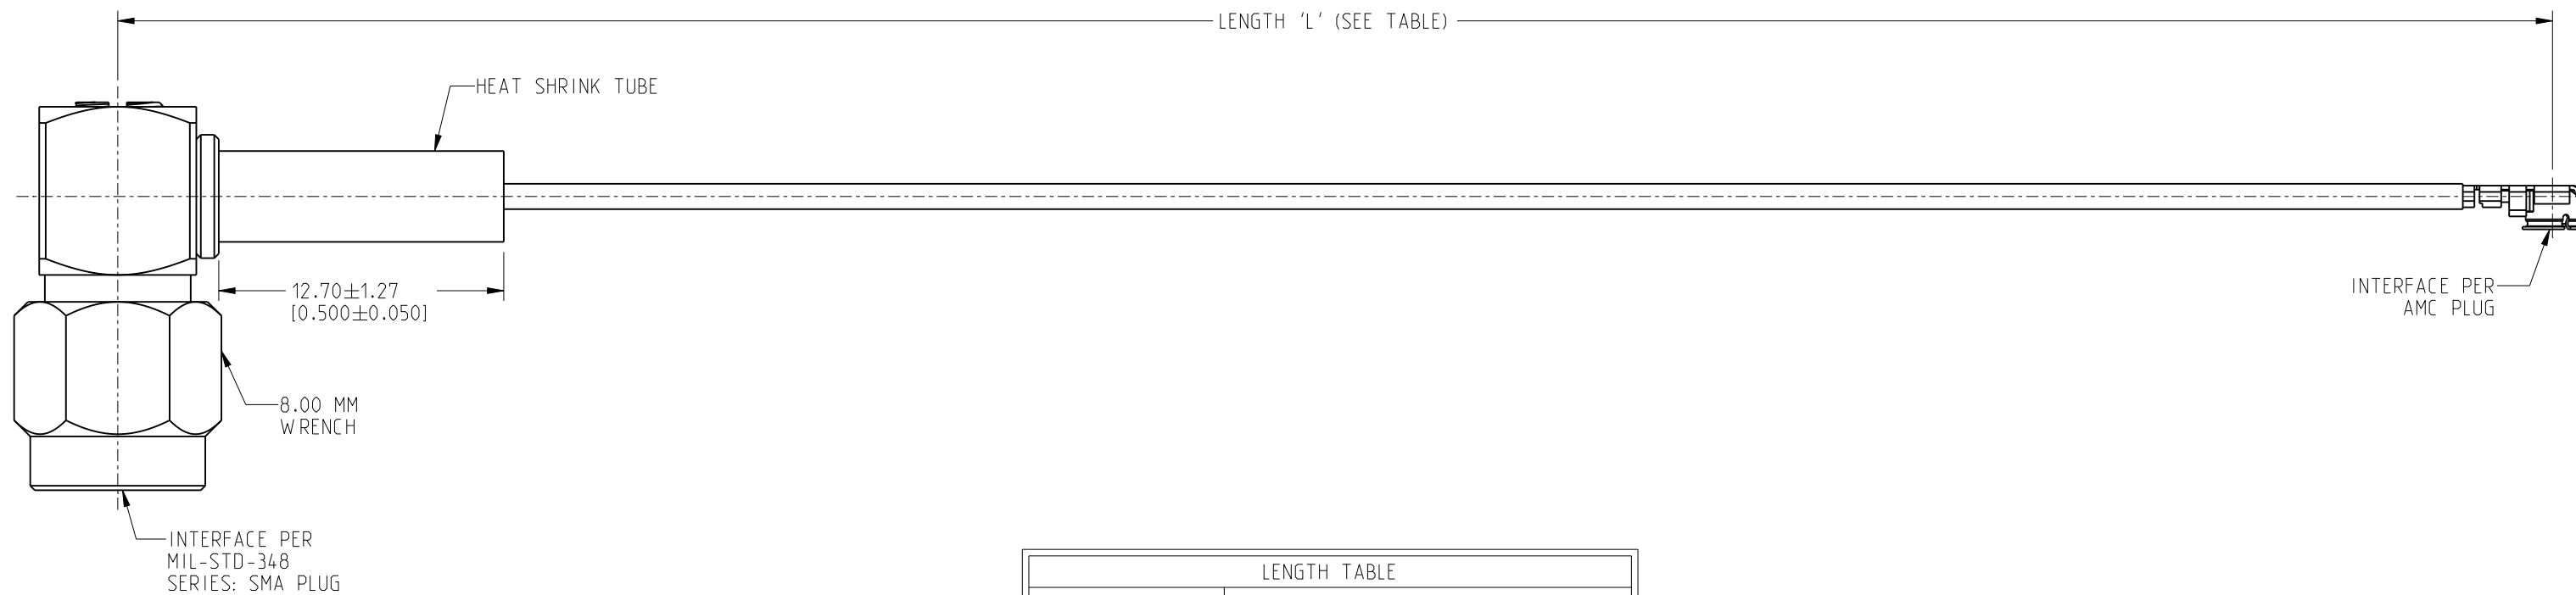 LENGTH 'L' (SEE TABLE)
HEAT SHRINK TUBE
12.70±1.27
[0.500±0.050]
INTERFACE PER
AMC PLUG
8.00 MM
WRENCH
INTERFACE PER
MIL-STD-348
SERIES: SMA PLUG
LENGTH TABLE